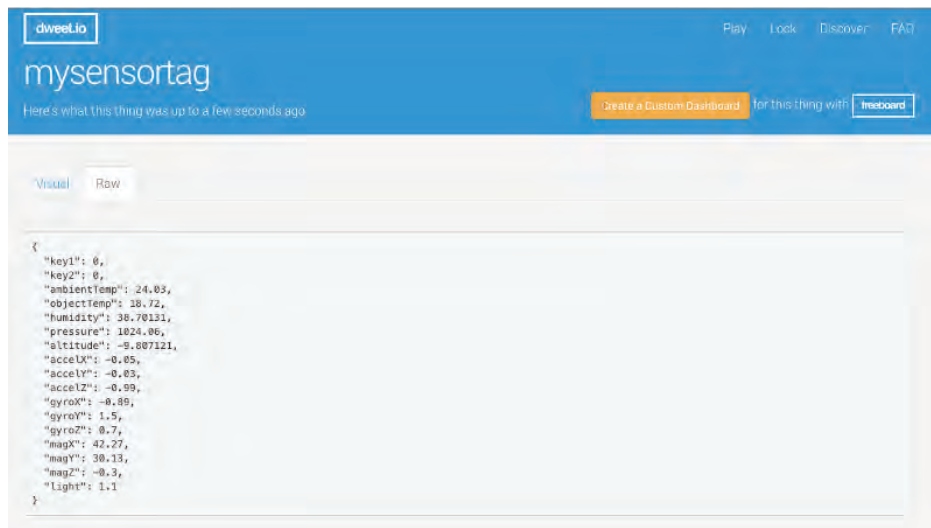 dweet.io
Play Lock Discover FAQ
mysensortag
Here's what this thing was up to a few seconds ago
Create a Custom Dashboard for this thing with freeboard
Visual Raw
{
"key1": 0,
"key2": 0,
"ambientTemp": 24.03,
"objectTemp": 18.72,
"humidity": 38.70131,
"pressure": 1024.06,
"altitude": -9.807121,
"accelX": -0.05,
"accelY": -0.03,
"accelZ": -0.99,
"gyroX": -0.89,
"gyroY": 1.5,
"gyroZ": 0.7,
"magX": 42.27,
"magY": 30.13,
"magZ": -0.3,
"light": 1.1
}